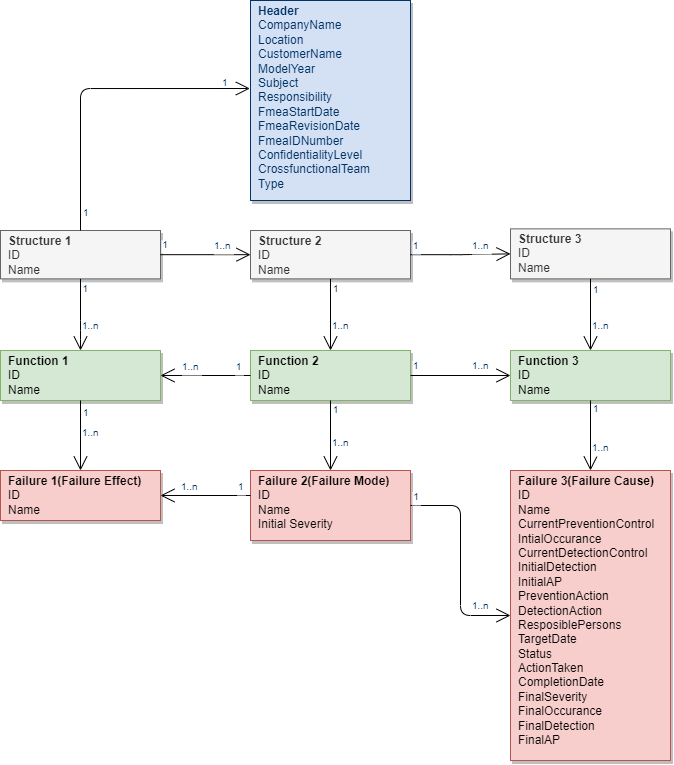 Header
CompanyName
Location
CustomerName
ModelYear
Subject
Responsibility
FmeaStartDate
FmeaRevisionDate
FmeaIDNumber
ConfidentialityLevel
CrossfunctionalTeam
Type
1
1
Structure 1
ID
Name
1
1..n
Structure 2
ID
Name
1
1..n
Structure 3
ID
Name
1
1..n
1
1..n
1
1..n
Function 1
ID
Name
1..n
1
Function 2
ID
Name
1
1..n
Function 3
ID
Name
1
1..n
1
1..n
1
1..n
Failure 1(Failure Effect)
ID
Name
1..n
1
Failure 2(Failure Mode)
ID
Name
Initial Severity
1
1..n
Failure 3(Failure Cause)
ID
Name
CurrentPreventionControl
IntialOccurance
CurrentDetectionControl
InitialDetection
InitialAP
PreventionAction
DetectionAction
ResposiblePersons
TargetDate
Status
ActionTaken
CompletionDate
FinalSeverity
FinalOccurance
FinalDetection
FinalAP